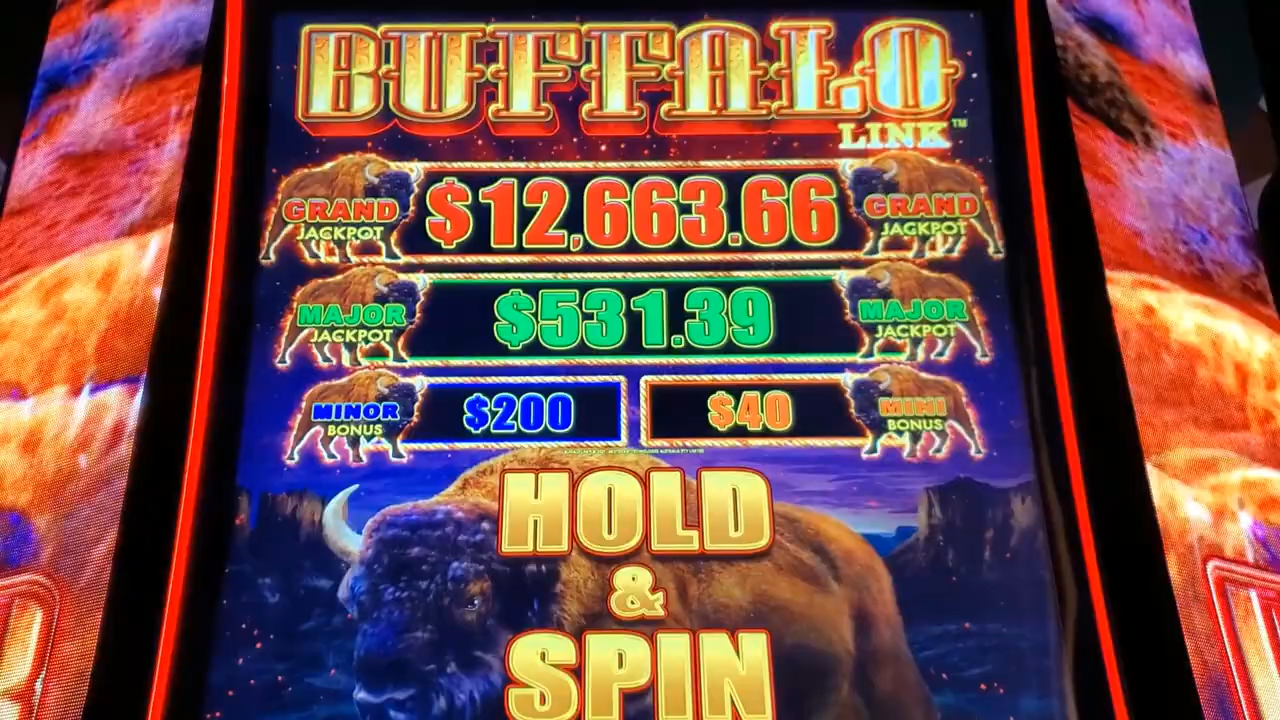 BUFFALO
LINK™
GRAND JACKPOT $12,663.66 GRAND JACKPOT
MAJOR JACKPOT $531.39 MAJOR JACKPOT
MINOR BONUS $200 $40 MINI BONUS
HOLD
&
SPIN